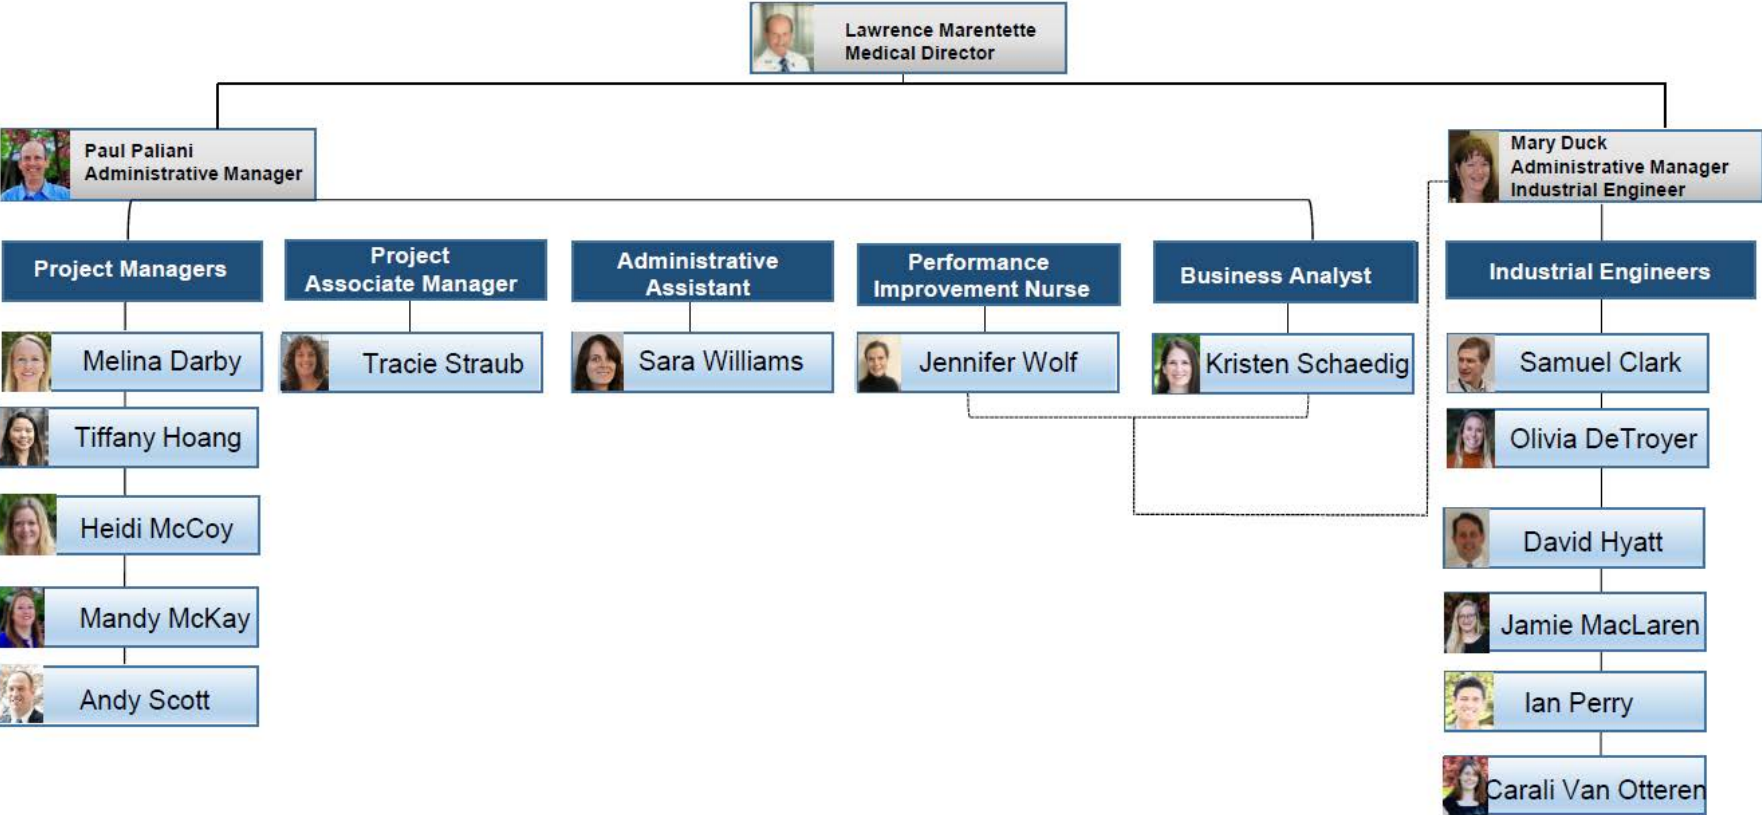 Lawrence Marentette
Medical Director
Paul Paliani
Administrative Manager
Mary Duck
Administrative Manager
Industrial Engineer
Project Managers
Project
Associate Manager
Administrative
Assistant
Performance
Improvement Nurse
Business Analyst
Industrial Engineers
Melina Darby
Tracie Straub
Sara Williams
Jennifer Wolf
Kristen Schaedig
Samuel Clark
Tiffany Hoang
Olivia DeTroyer
Heidi McCoy
David Hyatt
Mandy McKay
Jamie MacLaren
Andy Scott
Ian Perry
Carali Van Otteren